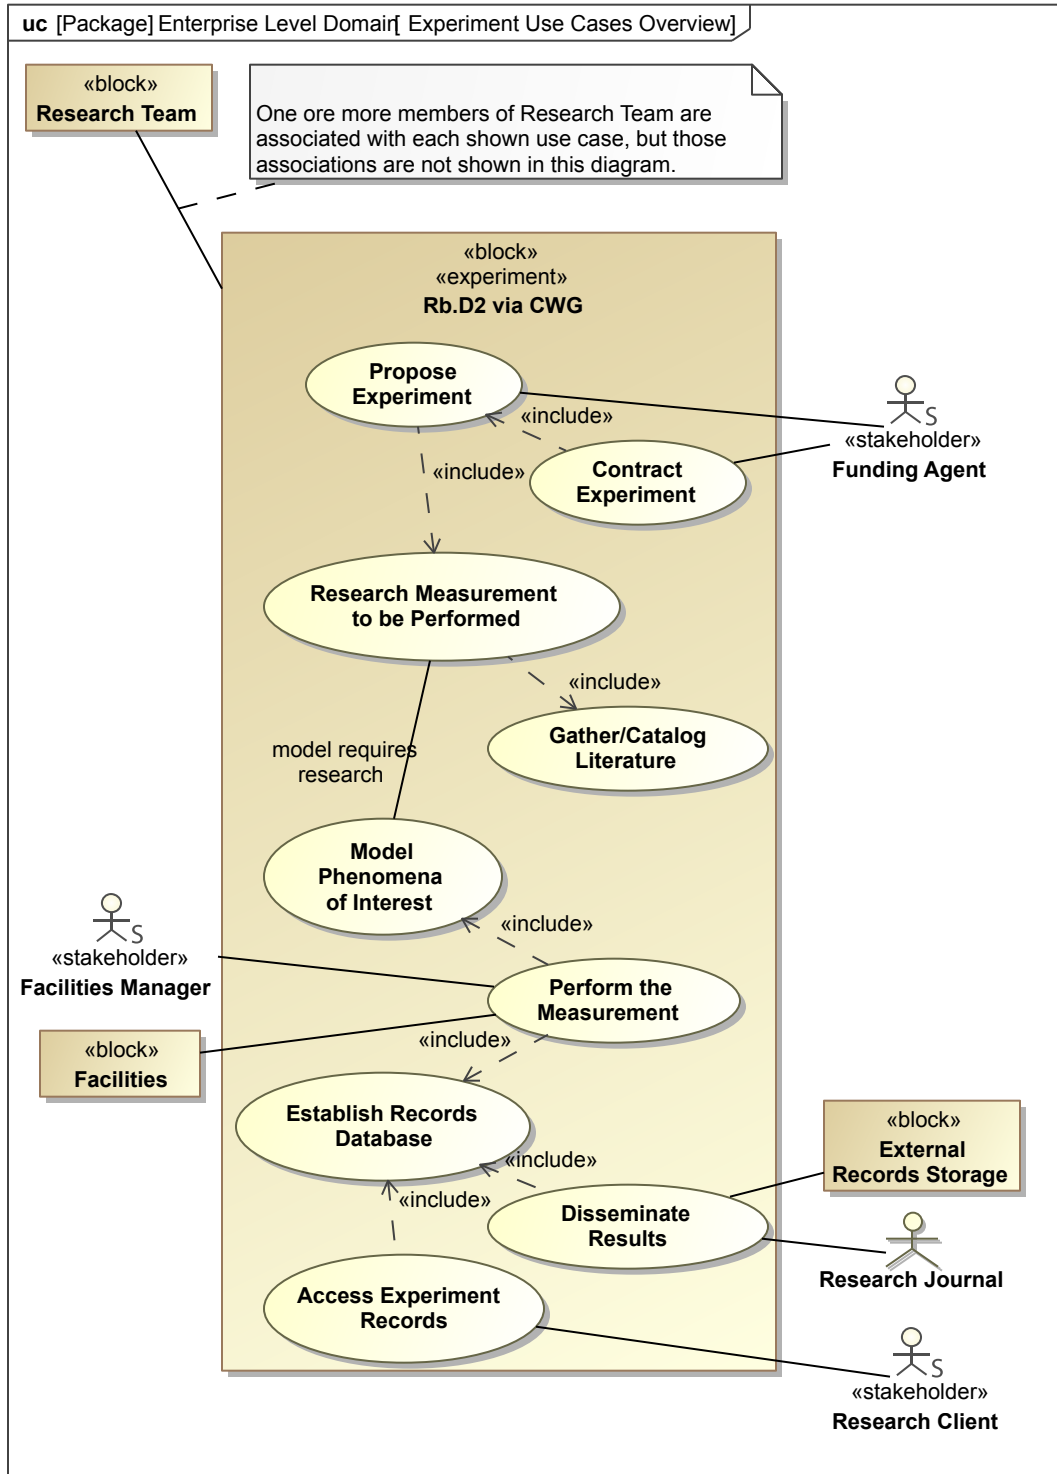 uc [Package] Enterprise Level Domain[ Experiment Use Cases Overview]
«block»
Research Team
One ore more members of Research Team are
associated with each shown use case, but those
associations are not shown in this diagram.
«block»
«experiment»
Rb.D2 via CWG
Propose
Experiment
«include»
«include»
Contract
Experiment
S
«stakeholder»
Funding Agent
Research Measurement
to be Performed
«include»
Gather/Catalog
Literature
model requires
research
Model
Phenomena
of Interest
«include»
S
«stakeholder»
Facilities Manager
Perform the
Measurement
«block»
Facilities
«include»
Establish Records
Database
«include»
«include»
Disseminate
Results
«block»
External
Records Storage
Research Journal
Access Experiment
Records
S
«stakeholder»
Research Client